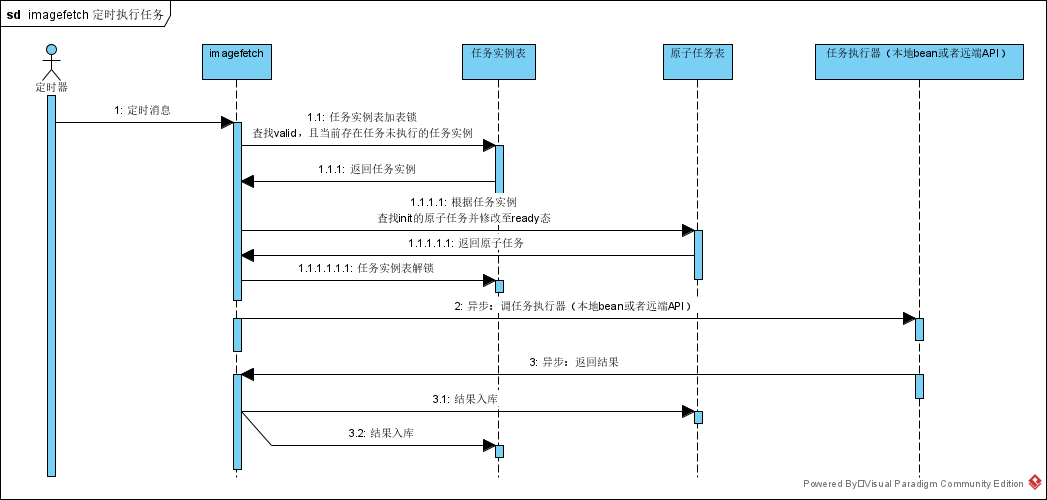 sd imagefetch 定时执行任务
定时器
imagefetch
任务实例表
原子任务表
任务执行器（本地bean或者远端API）
1: 定时消息
1.1: 任务实例表加表锁
查找valid，且当前存在任务未执行的任务实例
1.1.1: 返回任务实例
1.1.1.1: 根据任务实例
查找init的原子任务并修改至ready态
1.1.1.1.1: 返回原子任务
1.1.1.1.1.1: 任务实例表解锁
2: 异步：调任务执行器（本地bean或者远端API）
3: 异步：返回结果
3.1: 结果入库
3.2: 结果入库
Powered By Visual Paradigm Community Edition